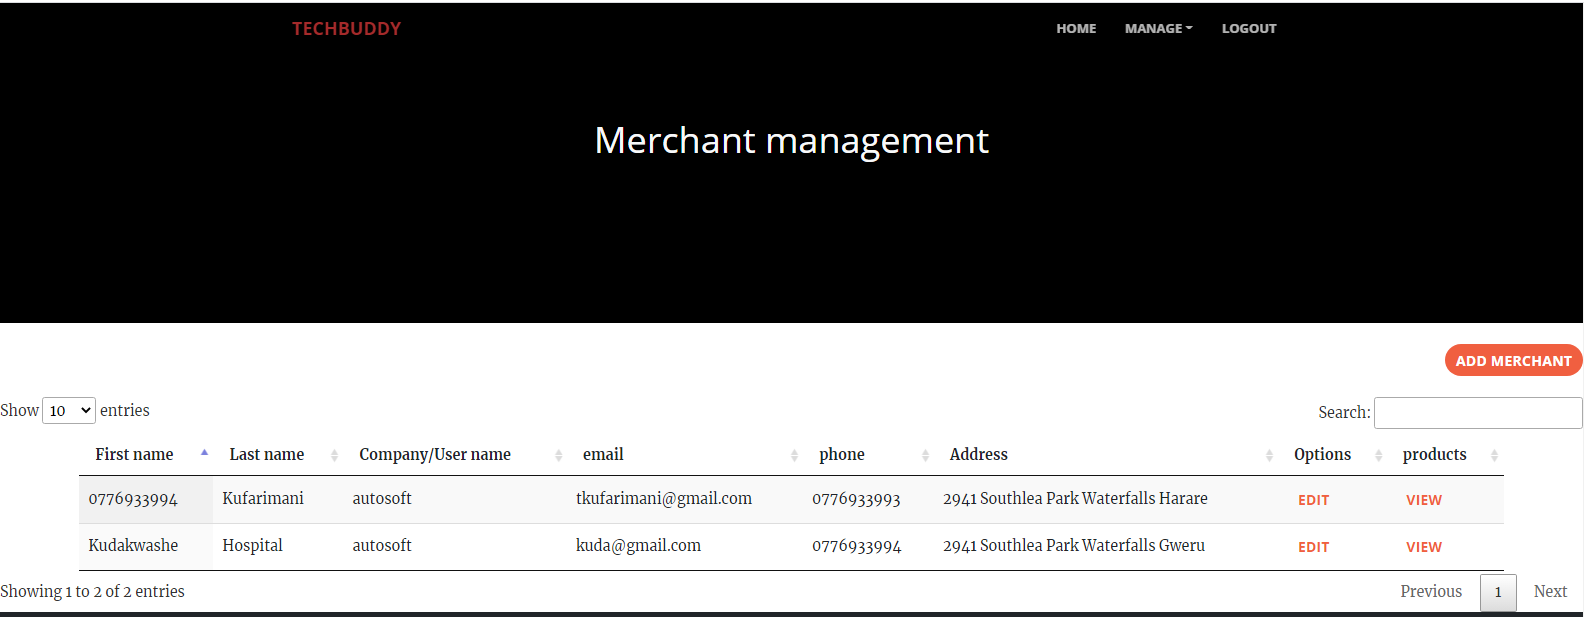 TECHBUDDY HOME MANAGE LOGOUT
Merchant management
ADD MERCHANT
Show 10 entries Search:
First name Last name Company/User name email phone Address Options products
0776933994 Kufarimani autosoft tkufarimani@gmail.com 0776933993 2941 Southlea Park Waterfalls Harare EDIT VIEW
Kudakwashe Hospital autosoft kuda@gmail.com 0776933994 2941 Southlea Park Waterfalls Gweru EDIT VIEW
Showing 1 to 2 of 2 entries Previous 1 Next